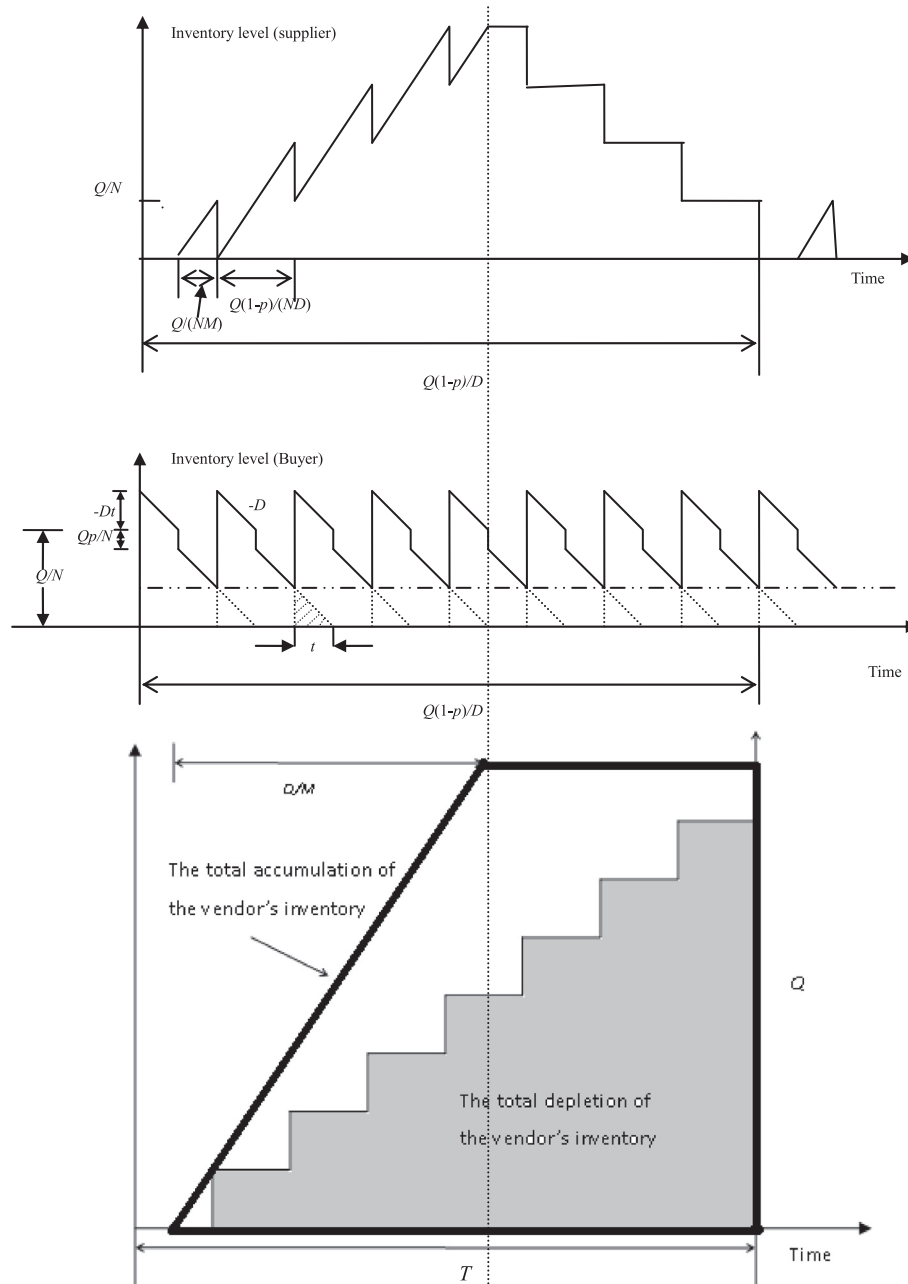 Inventory level (supplier)
Q/N
Time
Q(1-p)/(ND)
Q/(NM)
Q(1-p)/D
Inventory level (Buyer)
-Dt
-D
Qp/N
Q/N
t
Time
Q(1-p)/D
D/M
The total accumulation of
the vendor's inventory
Q
The total depletion of
the vendor's inventory
Time
T